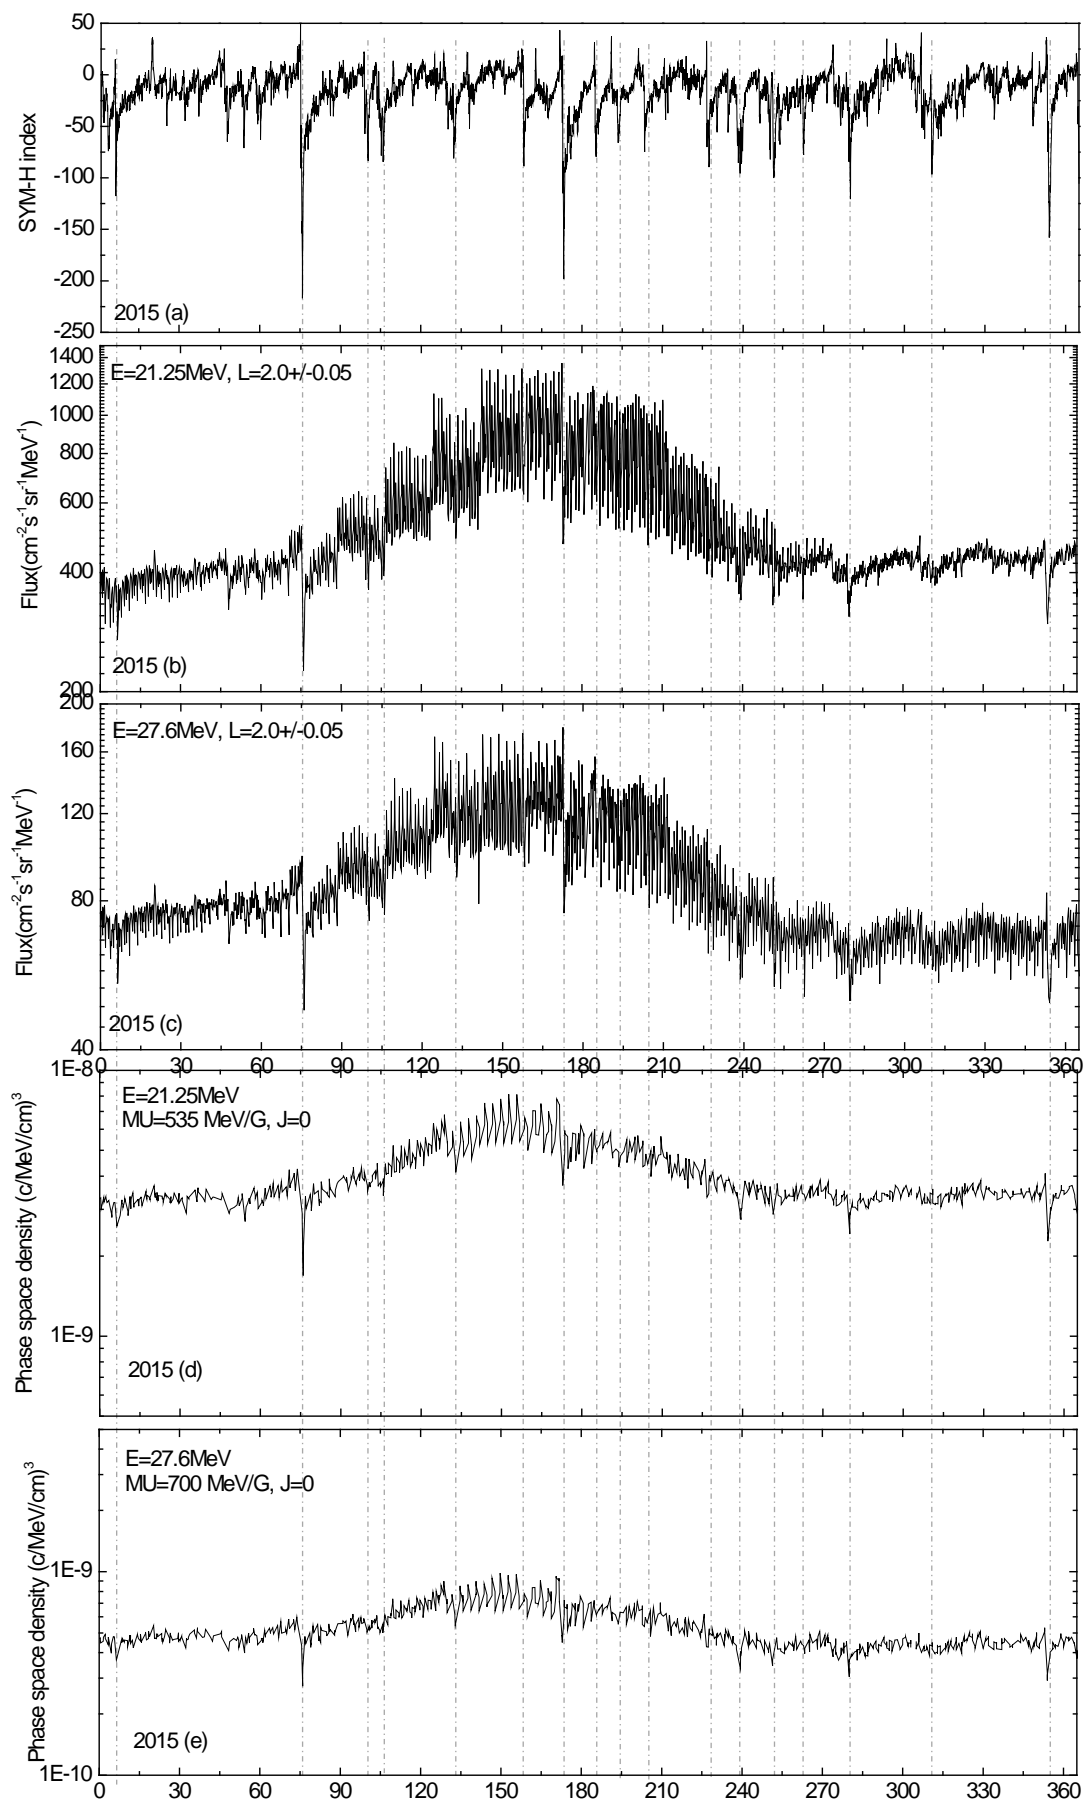 50
0
-50
-100
-150
-200
-250
SYM-H index
2015 (a)
1400
1200
1000
800
600
400
200
Flux(cm-2s-1sr-1MeV-1)
E=21.25MeV, L=2.0+/-0.05
2015 (b)
200
160
120
80
40
Flux(cm-2s-1sr-1MeV-1)
E=27.6MeV, L=2.0+/-0.05
2015 (c)
0 30 60 90 120 150 180 210 240 270 300 330 360
1E-8
1E-9
Phase space density (c/MeV/cm)3
E=21.25MeV
MU=535 MeV/G, J=0
2015 (d)
1E-9
1E-10
Phase space density (c/MeV/cm)3
E=27.6MeV
MU=700 MeV/G, J=0
2015 (e)
0 30 60 90 120 150 180 210 240 270 300 330 360